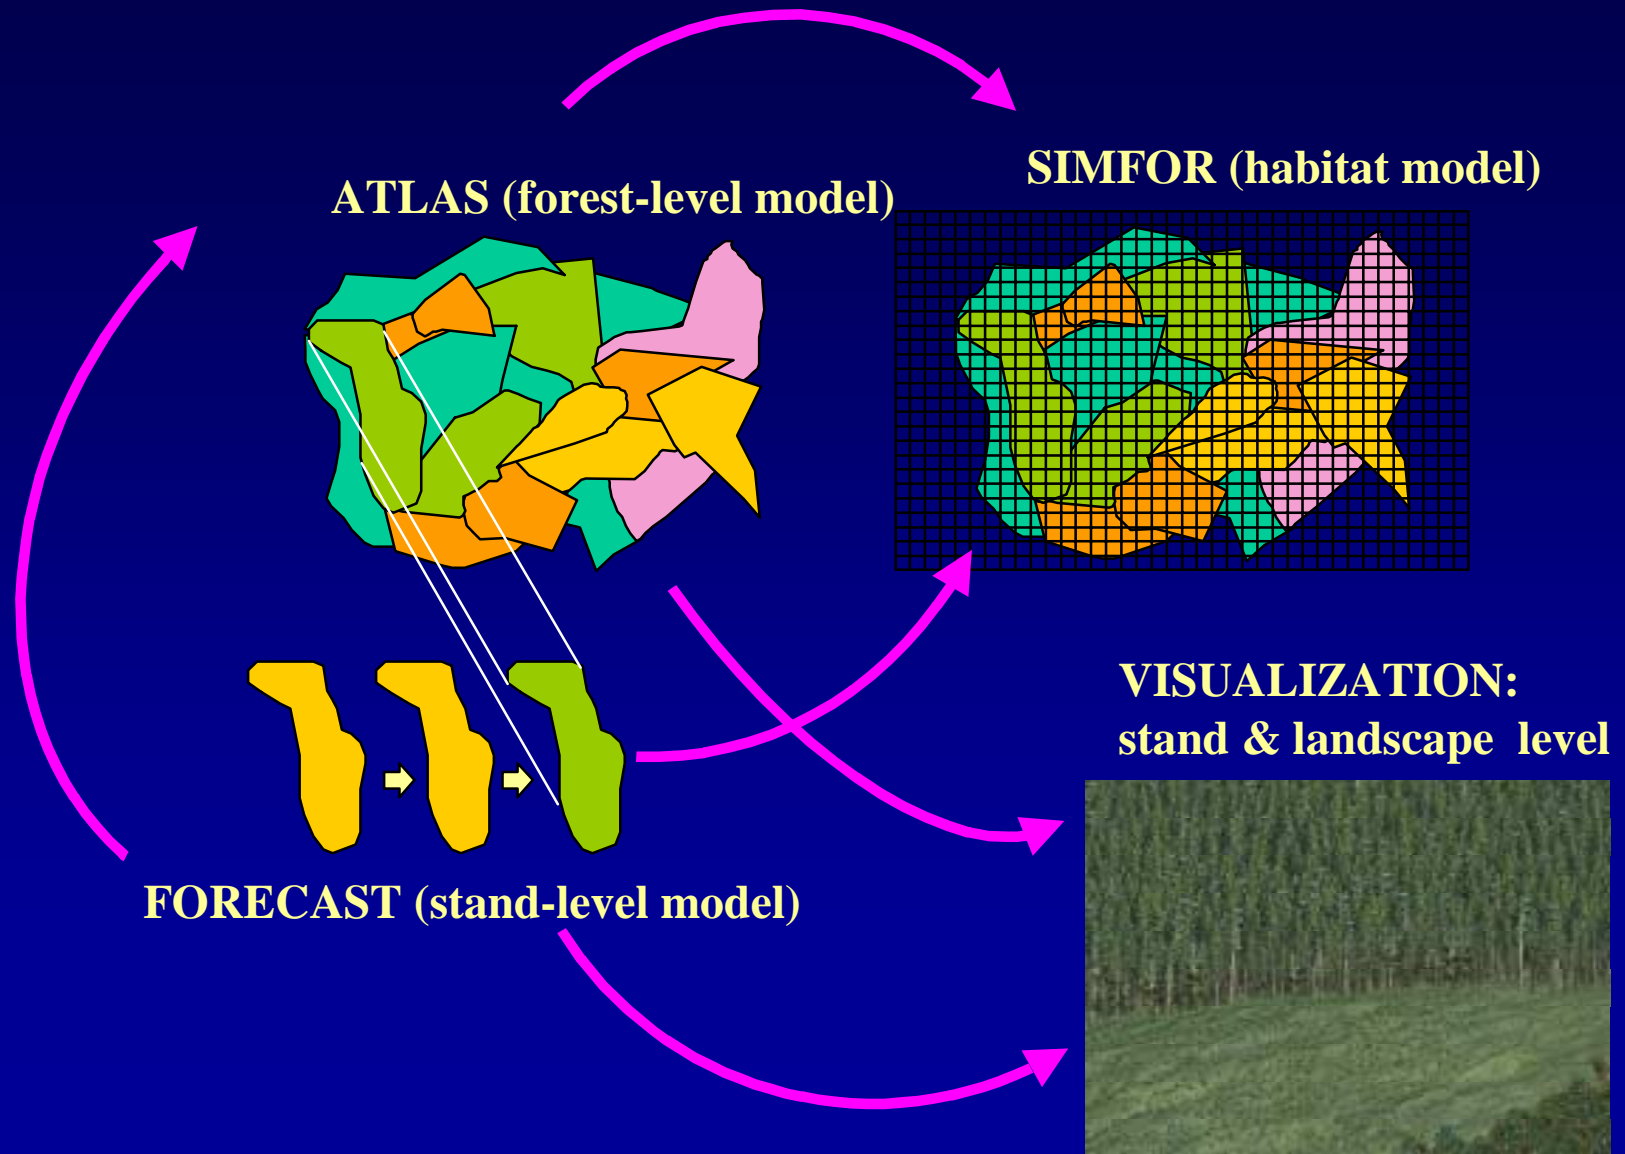 SIMFOR (habitat model)
ATLAS (forest-level model)
VISUALIZATION:
stand & landscape level
FORECAST (stand-level model)